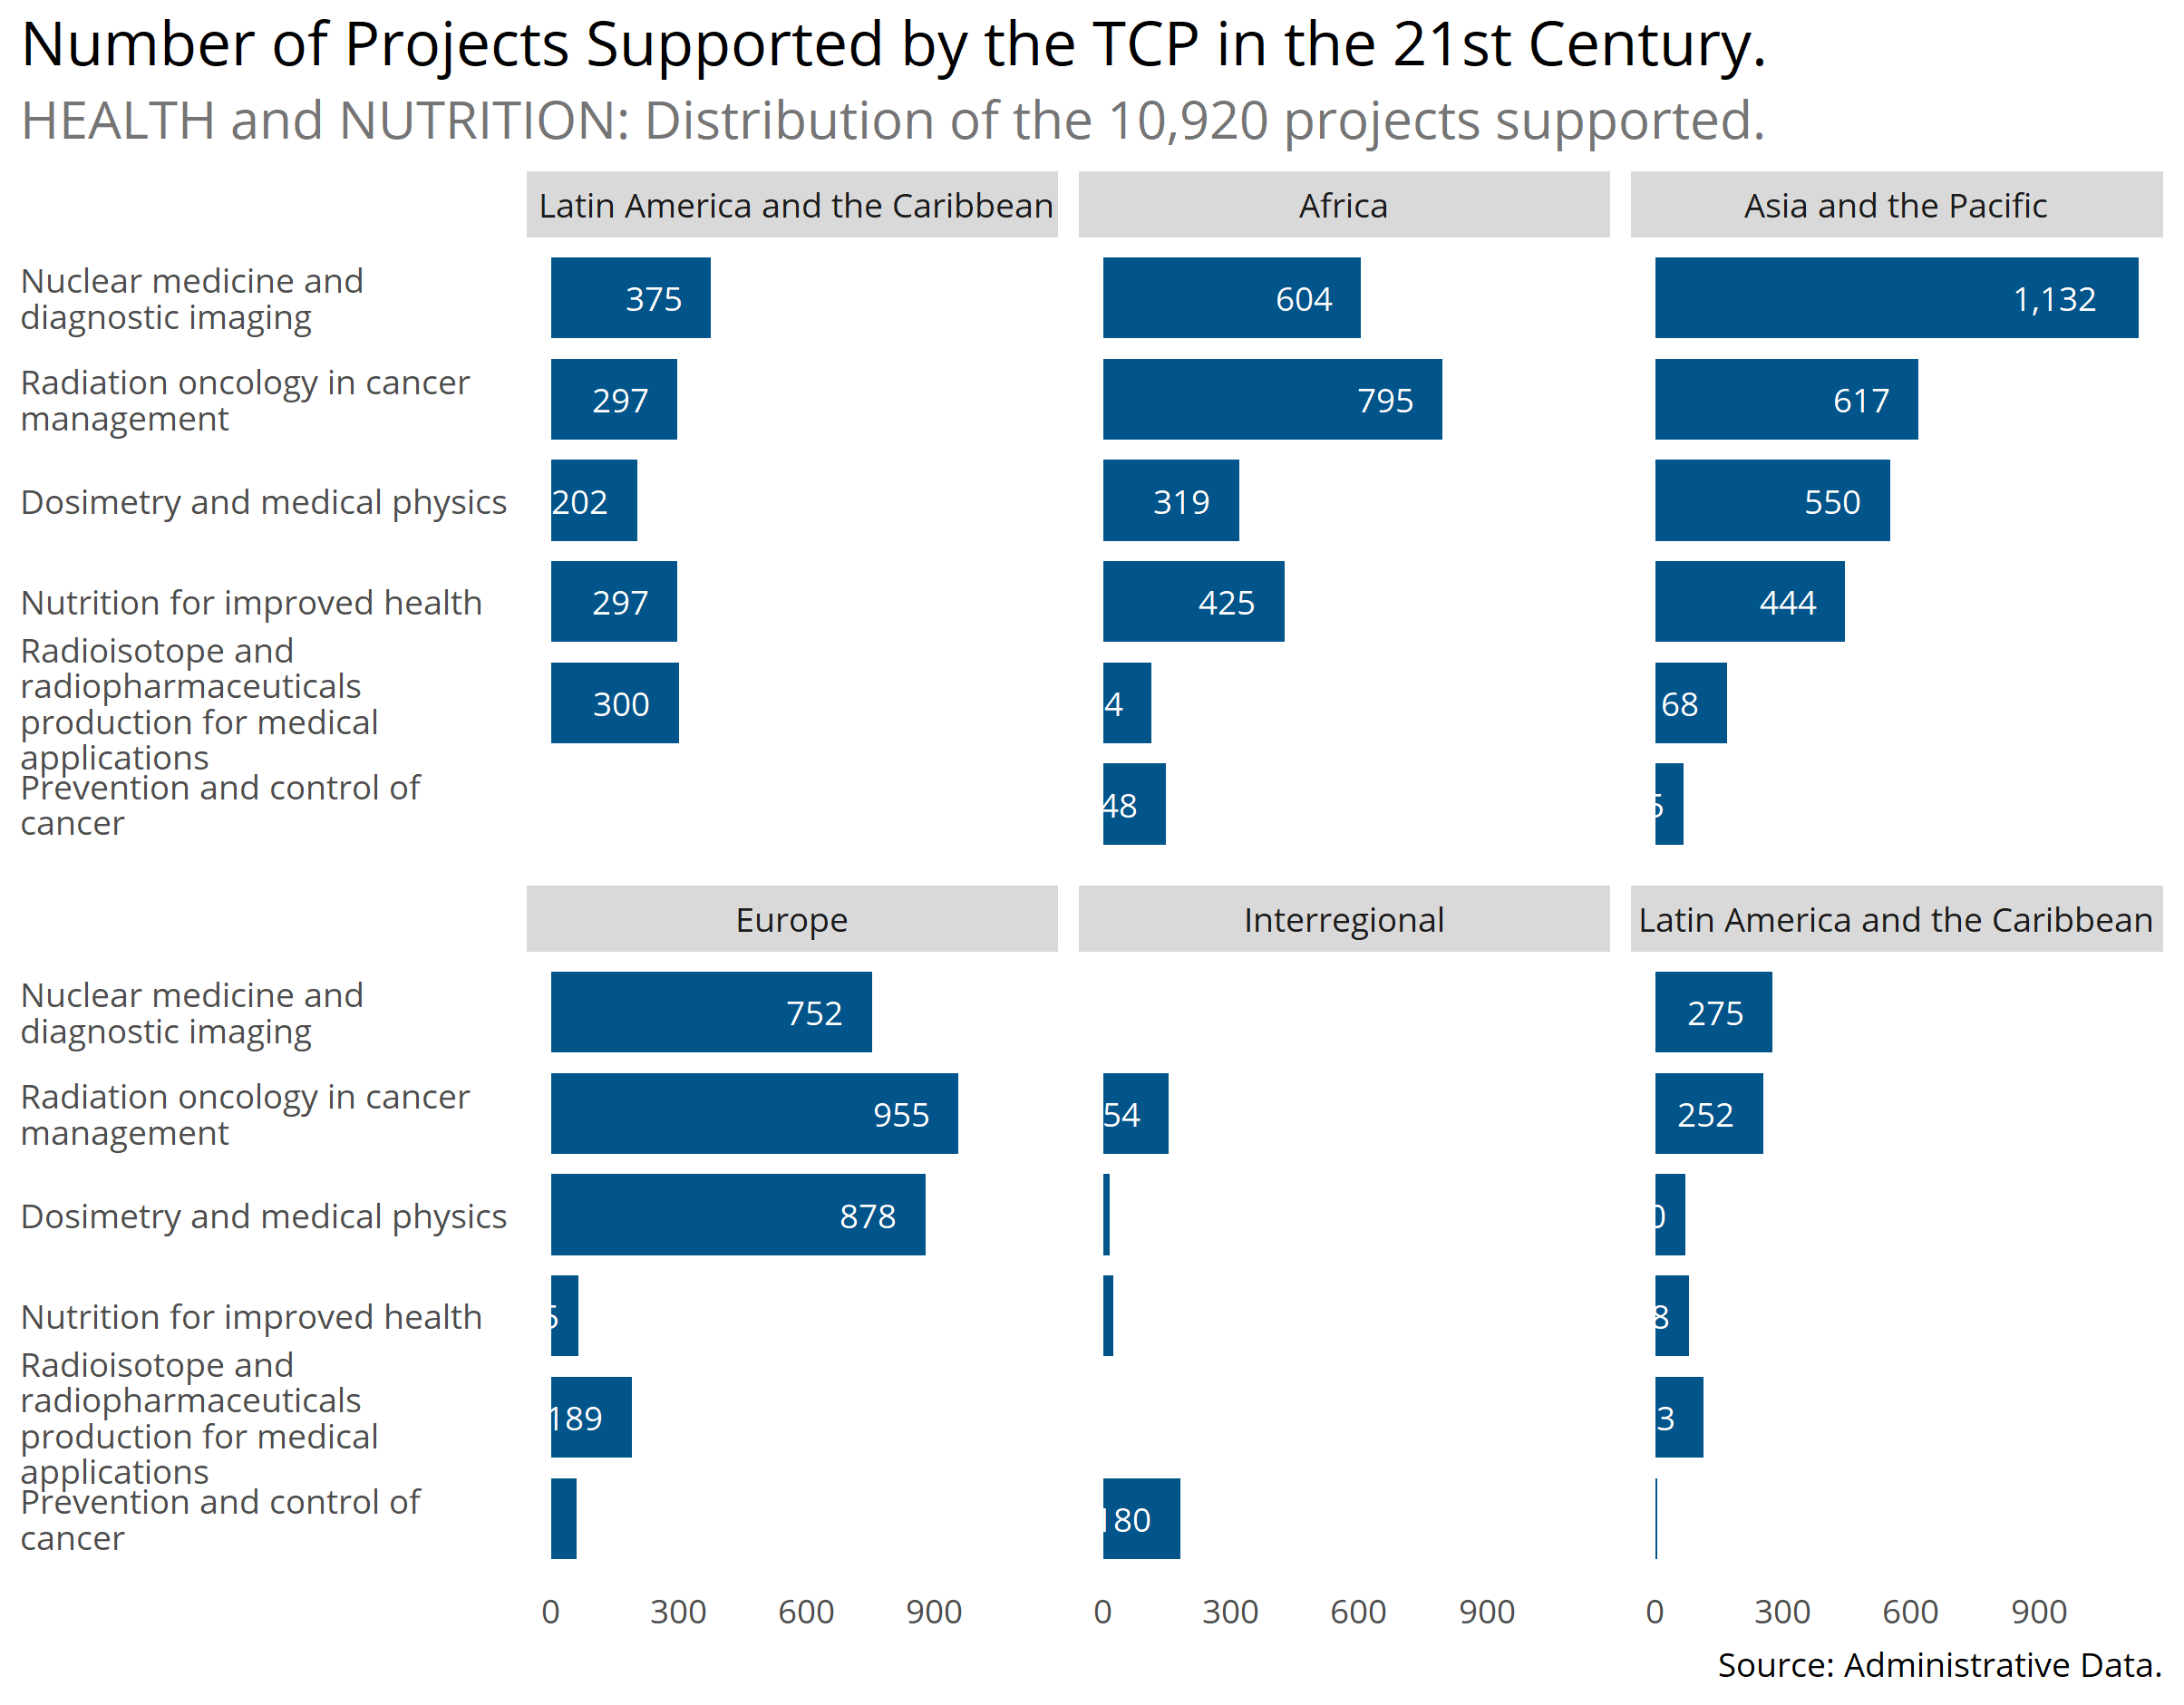 Number of Projects Supported by the TCP in the 21st Century.
HEALTH and NUTRITION: Distribution of the 10,920 projects supported.
Latin America and the Caribbean
Africa
Asia and the Pacific
Nuclear medicine and
diagnostic imaging
375
604
1,132
Radiation oncology in cancer
management
297
795
617
Dosimetry and medical physics
202
319
550
Nutrition for improved health
297
425
444
Radioisotope and
radiopharmaceuticals
production for medical
applications
300
4
68
Prevention and control of
cancer
48
5
Europe
Interregional
Latin America and the Caribbean
Nuclear medicine and
diagnostic imaging
752
275
Radiation oncology in cancer
management
955
54
252
Dosimetry and medical physics
878
0
Nutrition for improved health
5
8
Radioisotope and
radiopharmaceuticals
production for medical
applications
189
3
Prevention and control of
cancer
180
0 300 600 900
0 300 600 900
0 300 600 900
Source: Administrative Data.